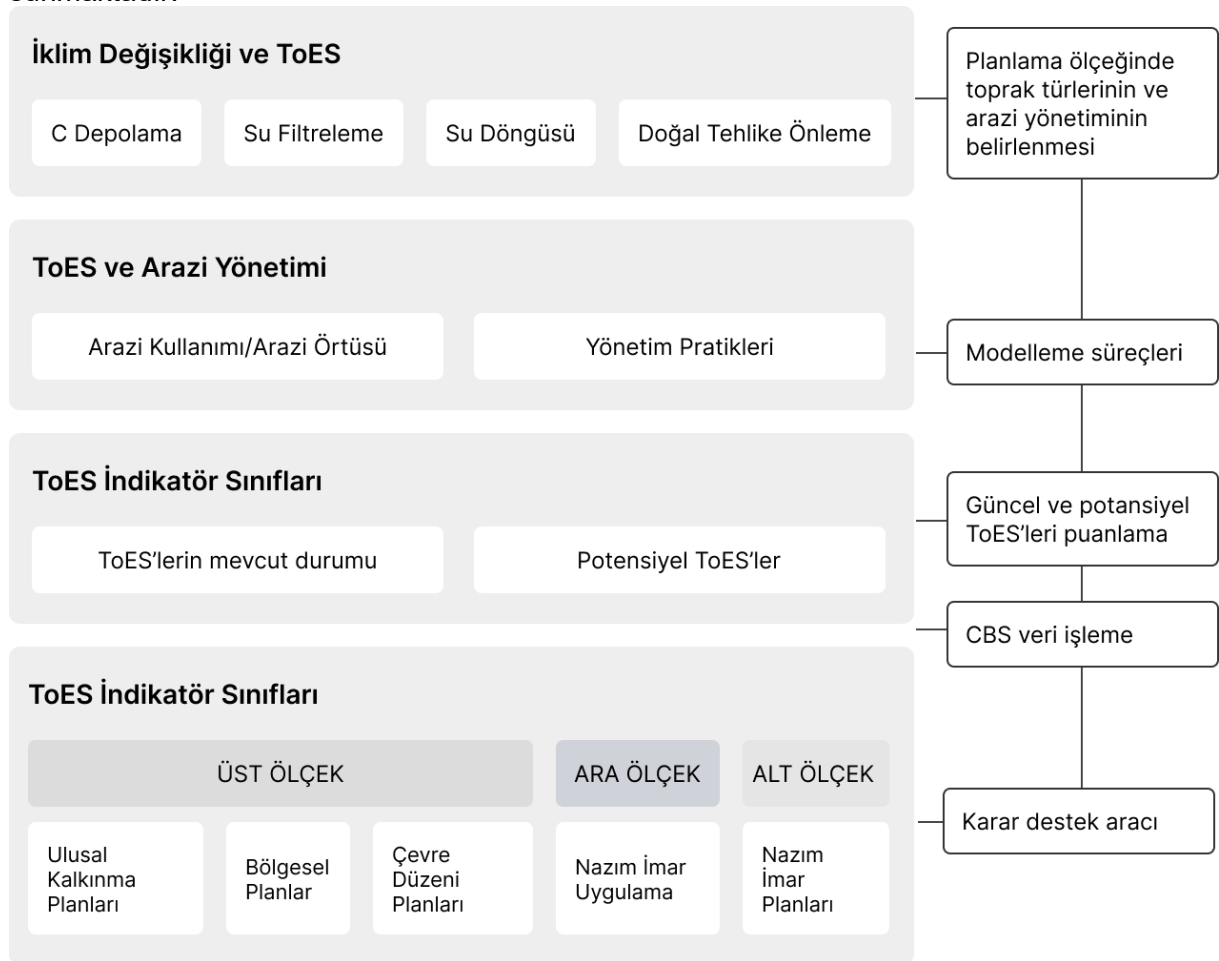 İklim Değişikliği ve ToES
C Depolama
Su Filtreleme
Su Döngüsü
Doğal Tehlike Önleme
Planlama ölçeğinde
toprak türlerinin ve
arazi yönetiminin
belirlenmesi
ToES ve Arazi Yönetimi
Arazi Kullanımı/Arazi Örtüsü
Yönetim Pratikleri
Modelleme süreçleri
ToES İndikatör Sınıfları
ToES’lerin mevcut durumu
Potensiyel ToES’ler
Güncel ve potansiyel
ToES’leri puanlama
CBS veri işleme
ToES İndikatör Sınıfları
ÜST ÖLÇEK
ARA ÖLÇEK
ALT ÖLÇEK
Ulusal
Kalkınma
Planları
Bölgesel
Planlar
Çevre
Düzeni
Planları
Nazım İmar
Uygulama
Nazım
İmar
Planları
Karar destek aracı